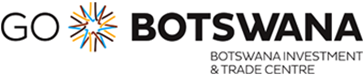 GO BOTSWANA
BOTSWANA INVESTMENT
& TRADE CENTRE